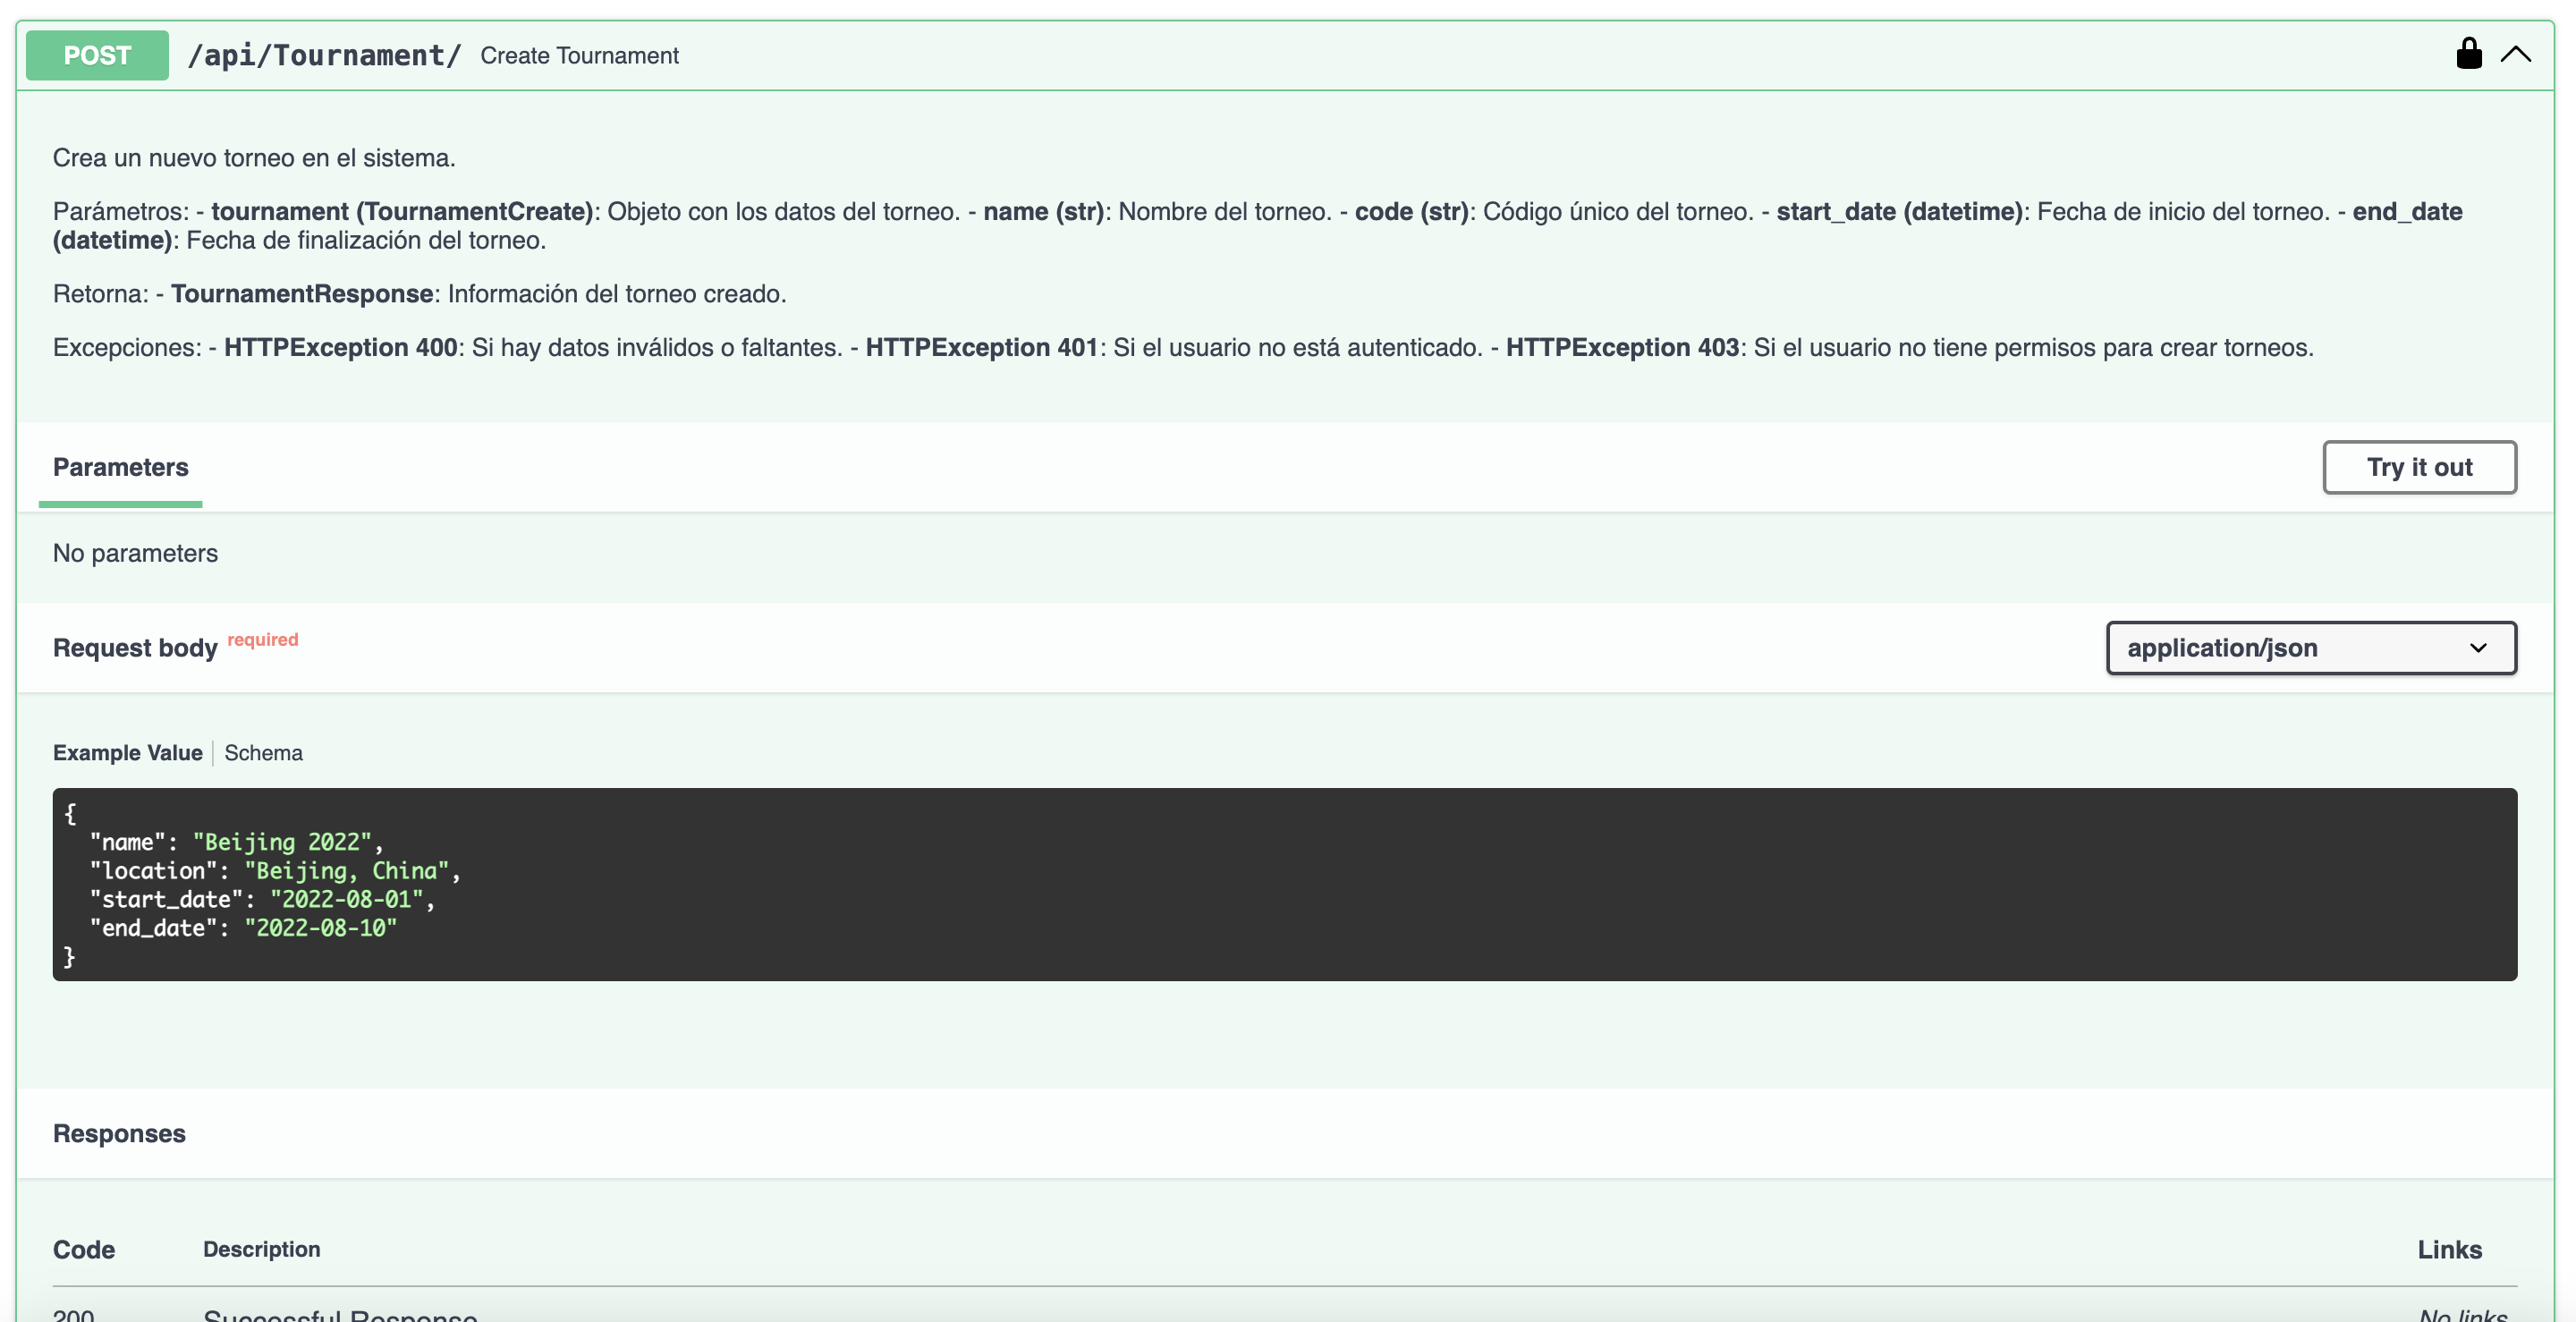 POST /api/Tournament/ Create Tournament
Crea un nuevo torneo en el sistema.
Parámetros: - tournament (TournamentCreate): Objeto con los datos del torneo. - name (str): Nombre del torneo. - code (str): Código único del torneo. - start_date (datetime): Fecha de inicio del torneo. - end_date
(datetime): Fecha de finalización del torneo.
Retorna: - TournamentResponse: Información del torneo creado.
Excepciones: - HTTPException 400: Si hay datos inválidos o faltantes. - HTTPException 401: Si el usuario no está autenticado. - HTTPException 403: Si el usuario no tiene permisos para crear torneos.
Parameters Try it out
No parameters
Request body required application/json
Example Value Schema
{
"name": "Beijing 2022",
"location": "Beijing, China",
"start_date": "2022-08-01",
"end_date": "2022-08-10"
}
Responses
Code Description Links
200 Successful Response No links